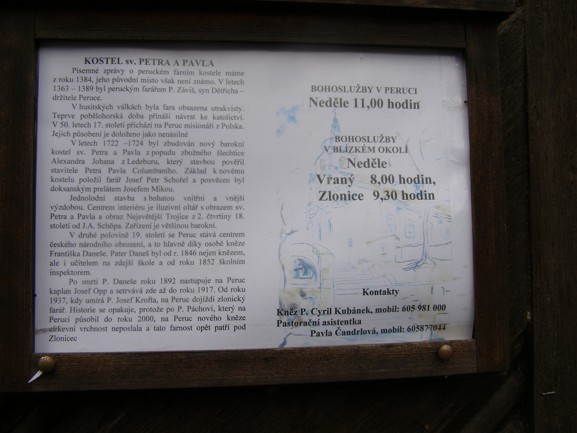 KOSTEL sv. PETRA A PAVLA
Písemné zprávy o peruckém farním kostele máme
z roku 1384, jeho původní místo však není známo. V letech
1363 – 1389 byl peruckým farářem P. Záviš, syn Dětřicha –
držitele Peruce.
V husitských válkách byla fara obsazena utrakvisty.
Teprve pobělohorská doba přináší návrat ke katolictví.
V 50. letech 17. století přichází na Peruc misionáři z Polska.
Jejich působení je doloženo jako nenásilné
V letech 1722 –1724 byl zbudován nový barokní
kostel sv. Petra a Pavla z popudu zbožného šlechtice
Alexandra Johana z Ledeburu, který stavbou pověřil
stavitele Petra Pavla Columbaniho. Základ k novému
kostelu položil farář Josef Petr Schořel a posvěcen byl
doksanským prelátem Josefem Mikou.
Jednolodní stavba s bohatou vnitřní a vnější
výzdobou. Centrem interiéru je iluzivní oltář s obrazem sv.
Petra a Pavla a obraz Nejsvětější Trojice z 2. čtvrtiny 18.
století od J.A. Schöpa. Zařízení je většinou barokní.
V druhé polovině 19. století se Peruc stává centrem
českého národního obrození, a to hlavně díky osobě kněze
Františka Daneše. Pater Daneš byl od r. 1846 nejen knězem,
ale i učitelem na zdejší škole a od roku 1852 školním
inspektorem.
Po smrti P. Daneše roku 1892 nastupuje na Peruc
kaplan Josef Opp a setrvává zde až do roku 1917. Od roku
1937, kdy umírá P. Josef Krofta, na Peruc dojíždí zlonický
farář. Historie se opakuje, protože po P. Páchovi, který na
Peruci působil do roku 2000, na Peruc nového kněze
církevní vrchnost neposlala a tato farnost opět patří pod
Zlonicec
BOHOSLUŽBY V PERUCI
Neděle 11,00 hodin
BOHOSLUŽBY
V BLÍZKÉM OKOLÍ
Neděle
Vraný 8,00 hodin,
Zlonice 9,30 hodin
Kontakty
Kněz P. Cyril Kubánek, mobil: 605 981 000
Pastorační asistentka
Pavla Čandrlová, mobil: 605877044